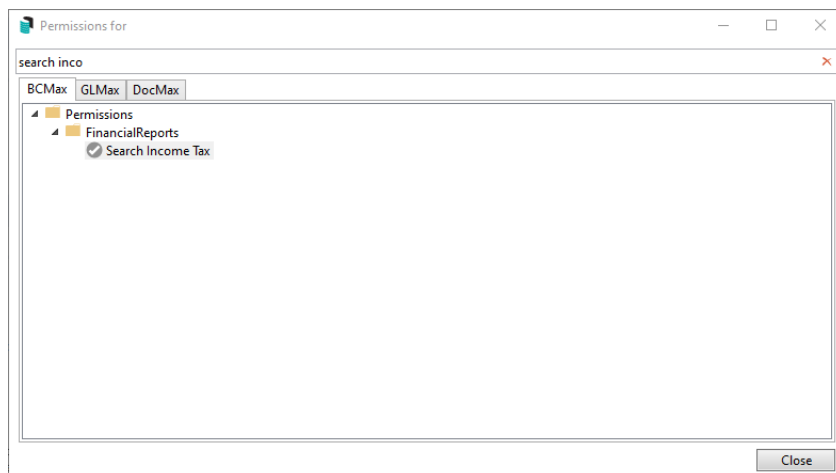 Permissions for
search inco
BCMax GLMax DocMax
Permissions
FinancialReports
Search Income Tax
Close